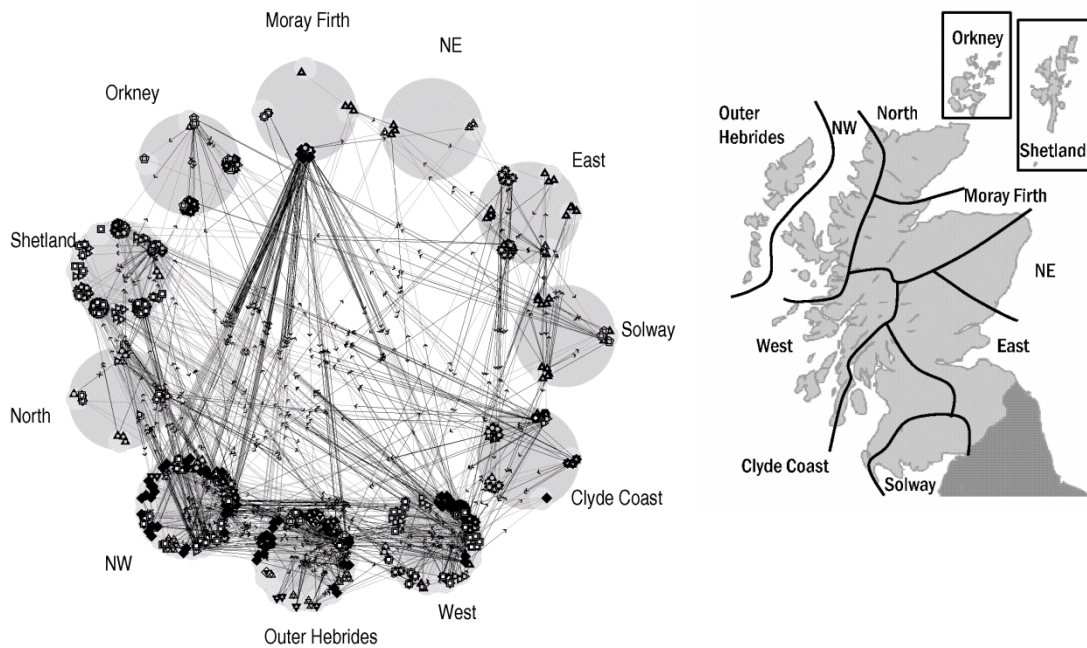 Moray Firth
NE
Orkney
East
Shetland
Solway
North
Clyde Coast
NW
West
Outer Hebrides
Orkney
Outer
Hebrides
NW
North
Shetland
Moray Firth
NE
West
East
Clyde Coast
Solway